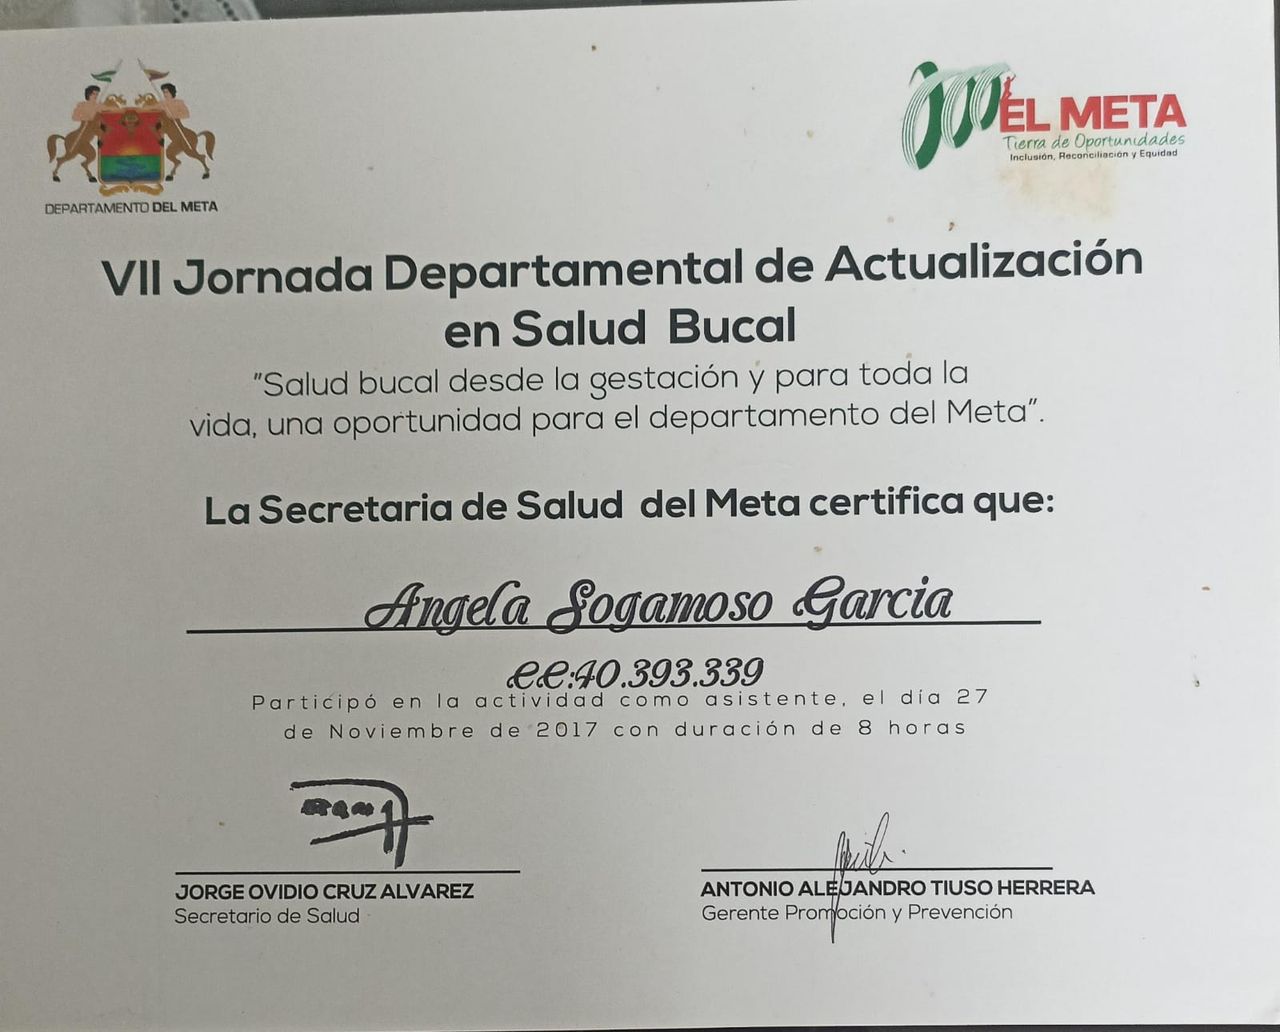 DEPARTAMENTO DEL META
EL META
Tierra de Oportunidades
Inclusión, Reconciliación y Equidad
VII Jornada Departamental de Actualización
en Salud Bucal
"Salud bucal desde la gestación y para toda la
vida, una oportunidad para el departamento del Meta".
La Secretaria de Salud del Meta certifica que:
Angela Sogamoso Garcia
CC:40.393.339
Participó en la actividad como asistente, el día 27
de Noviembre de 2017 con duración de 8 horas
JORGE OVIDIO CRUZ ALVAREZ
Secretario de Salud
ANTONIO ALEJANDRO TIUSO HERRERA
Gerente Promoción y Prevención